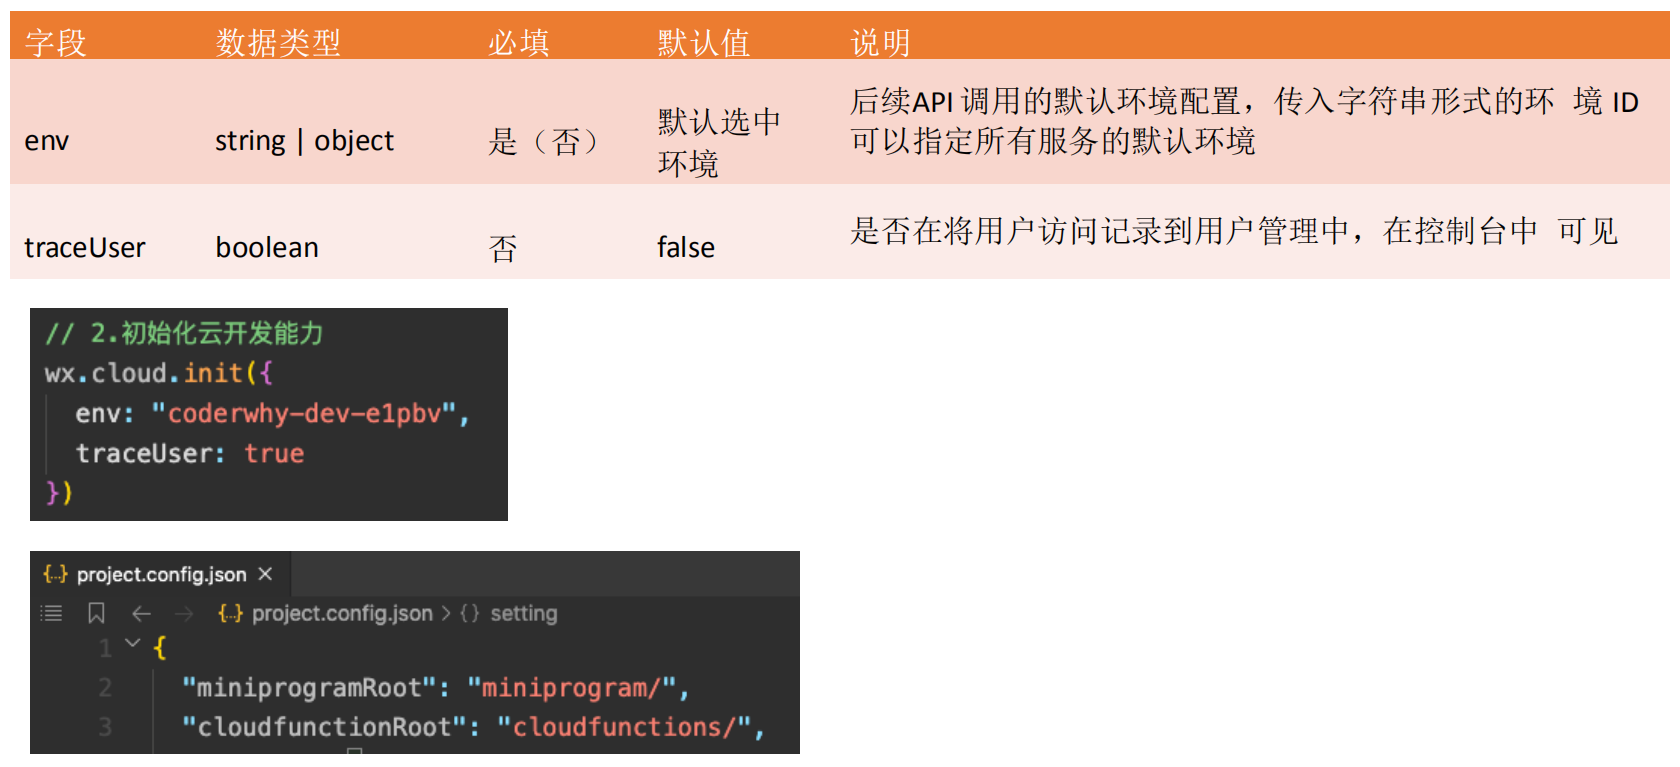 字段 数据类型 必填 默认值 说明
env string | object 是（否） 默认选中
环境 后续API 调用的默认环境配置，传入字符串形式的环 境 ID
可以指定所有服务的默认环境
traceUser boolean 否 false 是否在将用户访问记录到用户管理中，在控制台中 可见
// 2.初始化云开发能力
wx.cloud.init({
env: "coderwhy-dev-e1pbv",
traceUser: true
})
{..} project.config.json ×
{..} project.config.json > {} setting
1 {
2 "miniprogramRoot": "miniprogram/",
3 "cloudfunctionRoot": "cloudfunctions/",